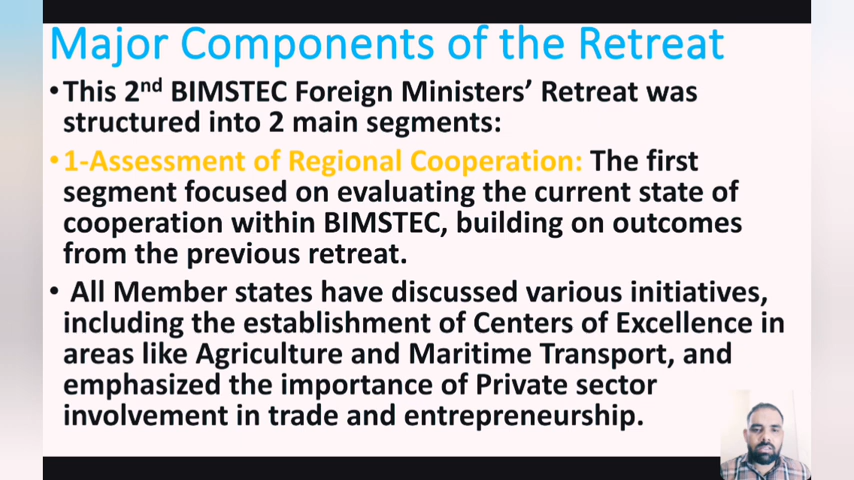 Major Components of the Retreat
•This 2nd BIMSTEC Foreign Ministers' Retreat was
structured into 2 main segments:
•1-Assessment of Regional Cooperation: The first
segment focused on evaluating the current state of
cooperation within BIMSTEC, building on outcomes
from the previous retreat.
• All Member states have discussed various initiatives,
including the establishment of Centers of Excellence in
areas like Agriculture and Maritime Transport, and
emphasized the importance of Private sector
involvement in trade and entrepreneurship.